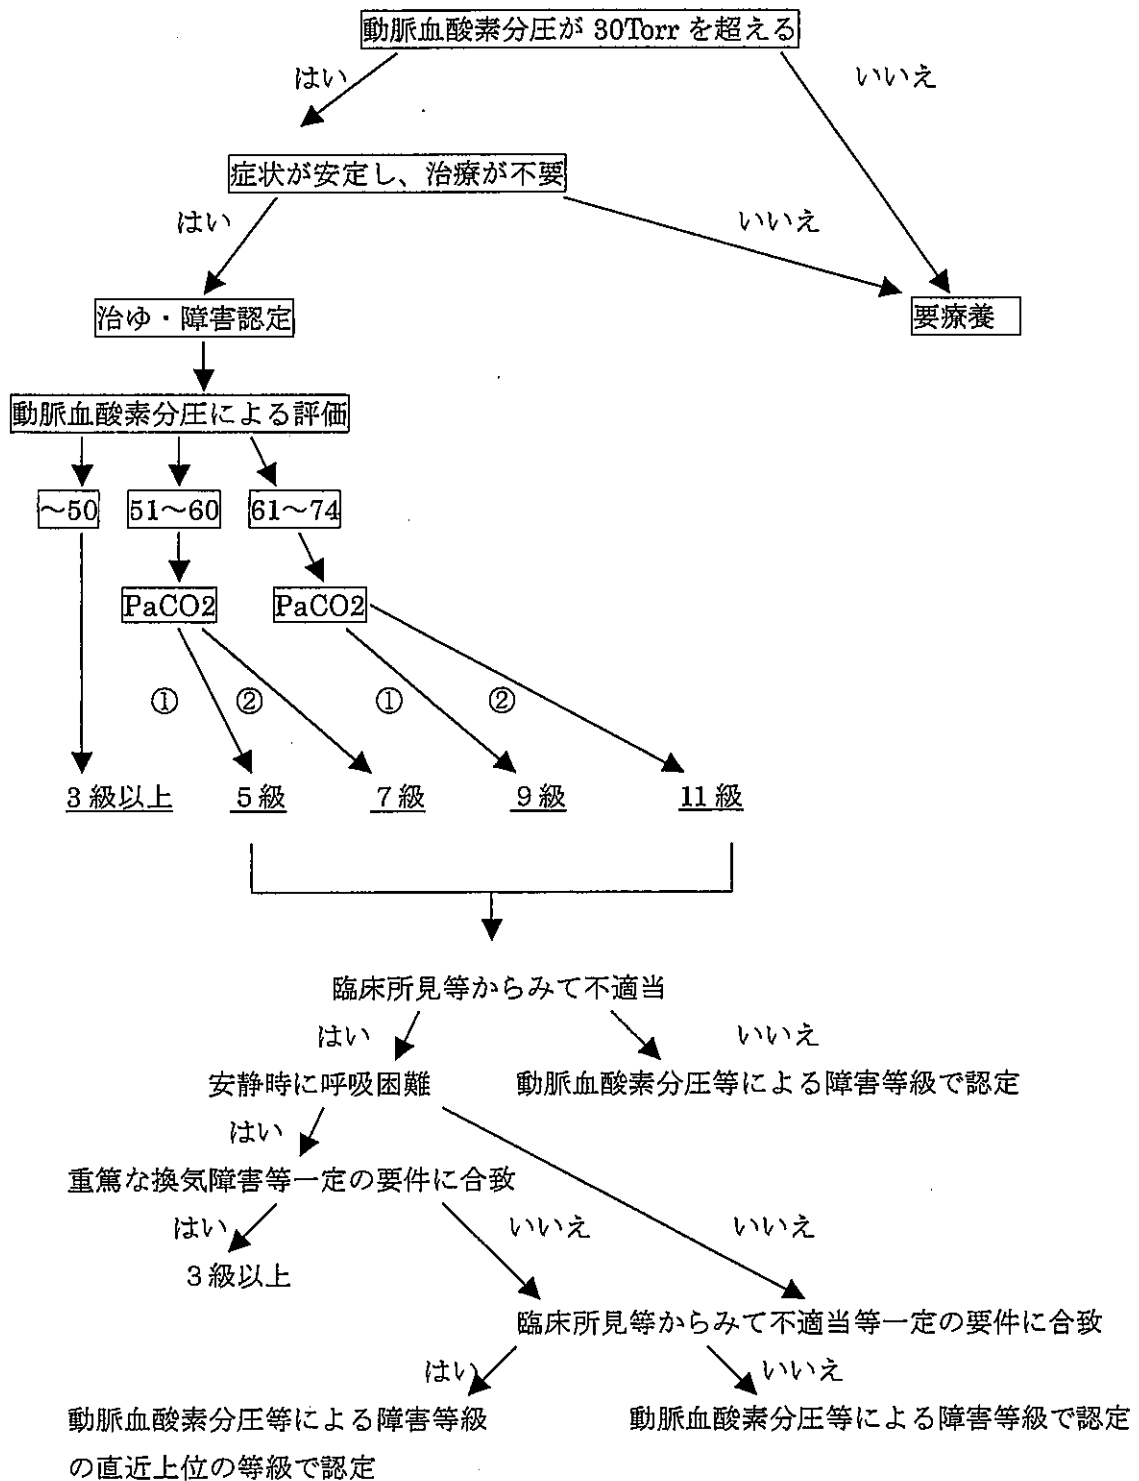 動脈血酸素分圧が 30Torr を超える
はい
いいえ
症状が安定し、治療が不要
はい
いいえ
治ゆ・障害認定
要療養
動脈血酸素分圧による評価
～50
51～60
61～74
PaCO2
PaCO2
①
②
①
②
3級以上
5級
7級
9級
11級
臨床所見等からみて不適当
はい
いいえ
安静時に呼吸困難
動脈血酸素分圧等による障害等級で認定
はい
重篤な換気障害等一定の要件に合致
はい
いいえ
いいえ
3級以上
臨床所見等からみて不適当等一定の要件に合致
はい
いいえ
動脈血酸素分圧等による障害等級
動脈血酸素分圧等による障害等級で認定
の直近上位の等級で認定